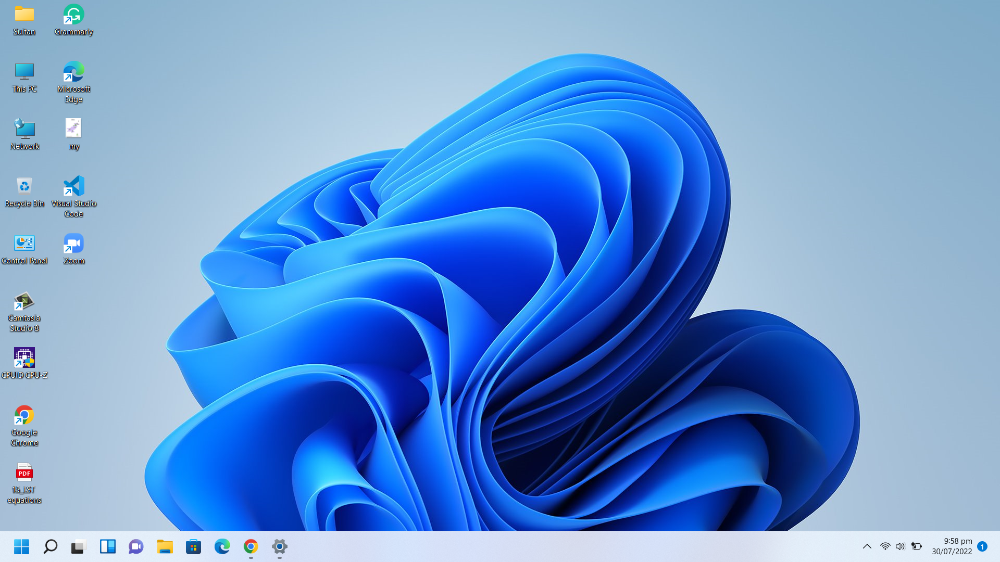 Sultan
Grammarly
This PC
Microsoft
Edge
Network
my
Recycle Bin
Visual Studio
Code
Control Panel
Zoom
Camtasia
Studio 8
CPUID CPU-Z
Google
Chrome
PDF
15_LST
equations
9:58 pm
30/07/2022
1